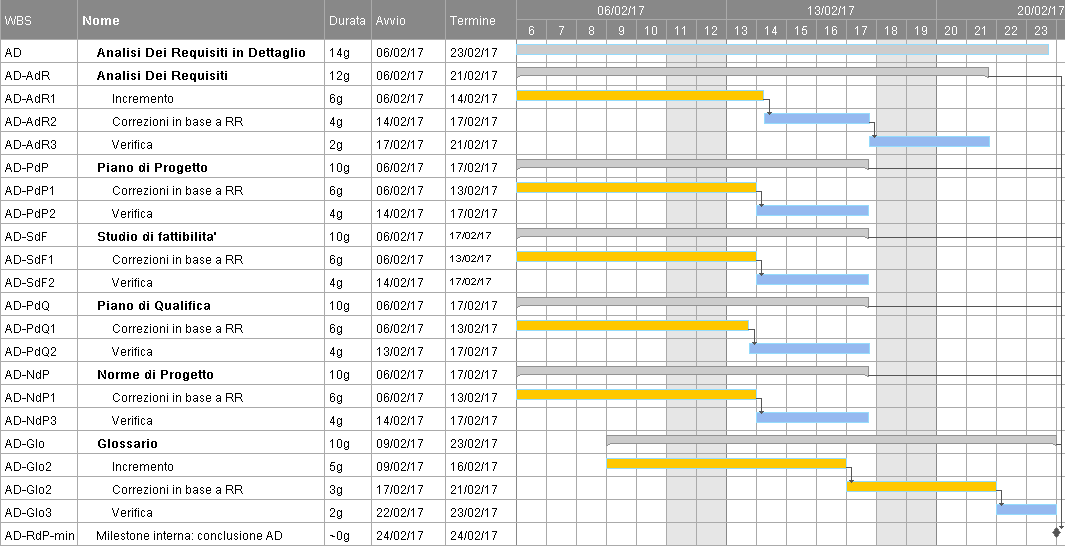 WBS Nome Durata Avvio Termine 06/02/17 13/02/17 20/02/17
6 7 8 9 10 11 12 13 14 15 16 17 18 19 20 21 22 23
AD Analisi Dei Requisiti in Dettaglio 14g 06/02/17 23/02/17
AD-AdR Analisi Dei Requisiti 12g 06/02/17 21/02/17
AD-AdR1 Incremento 6g 06/02/17 14/02/17
AD-AdR2 Correzioni in base a RR 4g 14/02/17 17/02/17
AD-AdR3 Verifica 2g 17/02/17 21/02/17
AD-PdP Piano di Progetto 10g 06/02/17 17/02/17
AD-PdP1 Correzioni in base a RR 6g 06/02/17 13/02/17
AD-PdP2 Verifica 4g 14/02/17 17/02/17
AD-SdF Studio di fattibilita' 10g 06/02/17 17/02/17
AD-SdF1 Correzioni in base a RR 6g 06/02/17 13/02/17
AD-SdF2 Verifica 4g 14/02/17 17/02/17
AD-PdQ Piano di Qualifica 10g 06/02/17 17/02/17
AD-PdQ1 Correzioni in base a RR 6g 06/02/17 13/02/17
AD-PdQ2 Verifica 4g 13/02/17 17/02/17
AD-NdP Norme di Progetto 10g 06/02/17 17/02/17
AD-NdP1 Correzioni in base a RR 6g 06/02/17 13/02/17
AD-NdP3 Verifica 4g 14/02/17 17/02/17
AD-Glo Glossario 10g 09/02/17 23/02/17
AD-Glo2 Incremento 5g 09/02/17 16/02/17
AD-Glo2 Correzioni in base a RR 3g 17/02/17 21/02/17
AD-Glo3 Verifica 2g 22/02/17 23/02/17
AD-RdP-min Milestone interna: conclusione AD ~0g 24/02/17 24/02/17